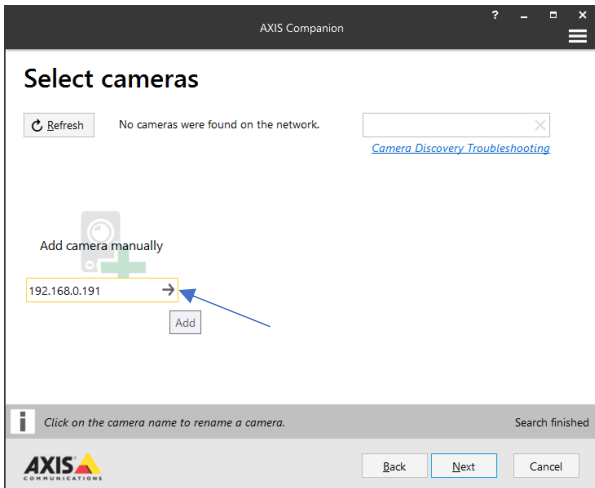 AXIS Companion
?
Select cameras
Refresh
No cameras were found on the network.
Camera Discovery Troubleshooting
Add camera manually
192.168.0.191
Add
Click on the camera name to rename a camera.
Search finished
AXIS
COMMUNICATIONS
Back
Next
Cancel